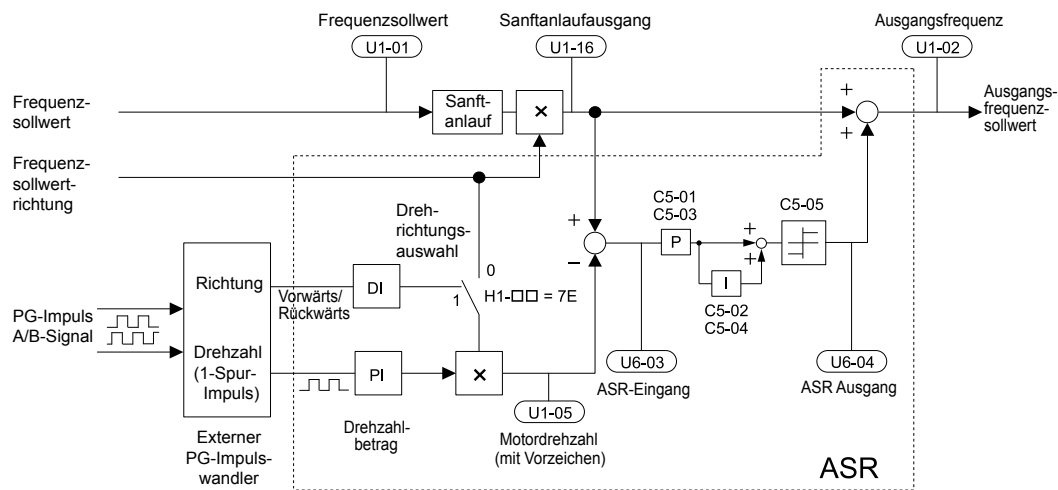 Frequenzsollwert
U1-01
Sanftanlaufausgang
U1-16
Ausgangsfrequenz
U1-02
Frequenz-
sollwert
Sanft-
anlauf
×
+
+
Ausgangs-
frequenz-
sollwert
Frequenz-
sollwert-
richtung
Dreh-
richtungs-
auswahl
0
1
H1-□□ = 7E
+
−
C5-01
C5-03
P
+
+
I
C5-02
C5-04
C5-05
PG-Impuls
A/B-Signal
Richtung
Drehzahl
(1-Spur-
Impuls)
Externer
PG-Impuls-
wandler
Vorwärts/
Rückwärts
DI
PI
Drehzahl-
betrag
×
U1-05
Motordrehzahl
(mit Vorzeichen)
U6-03
ASR-Eingang
U6-04
ASR Ausgang
ASR